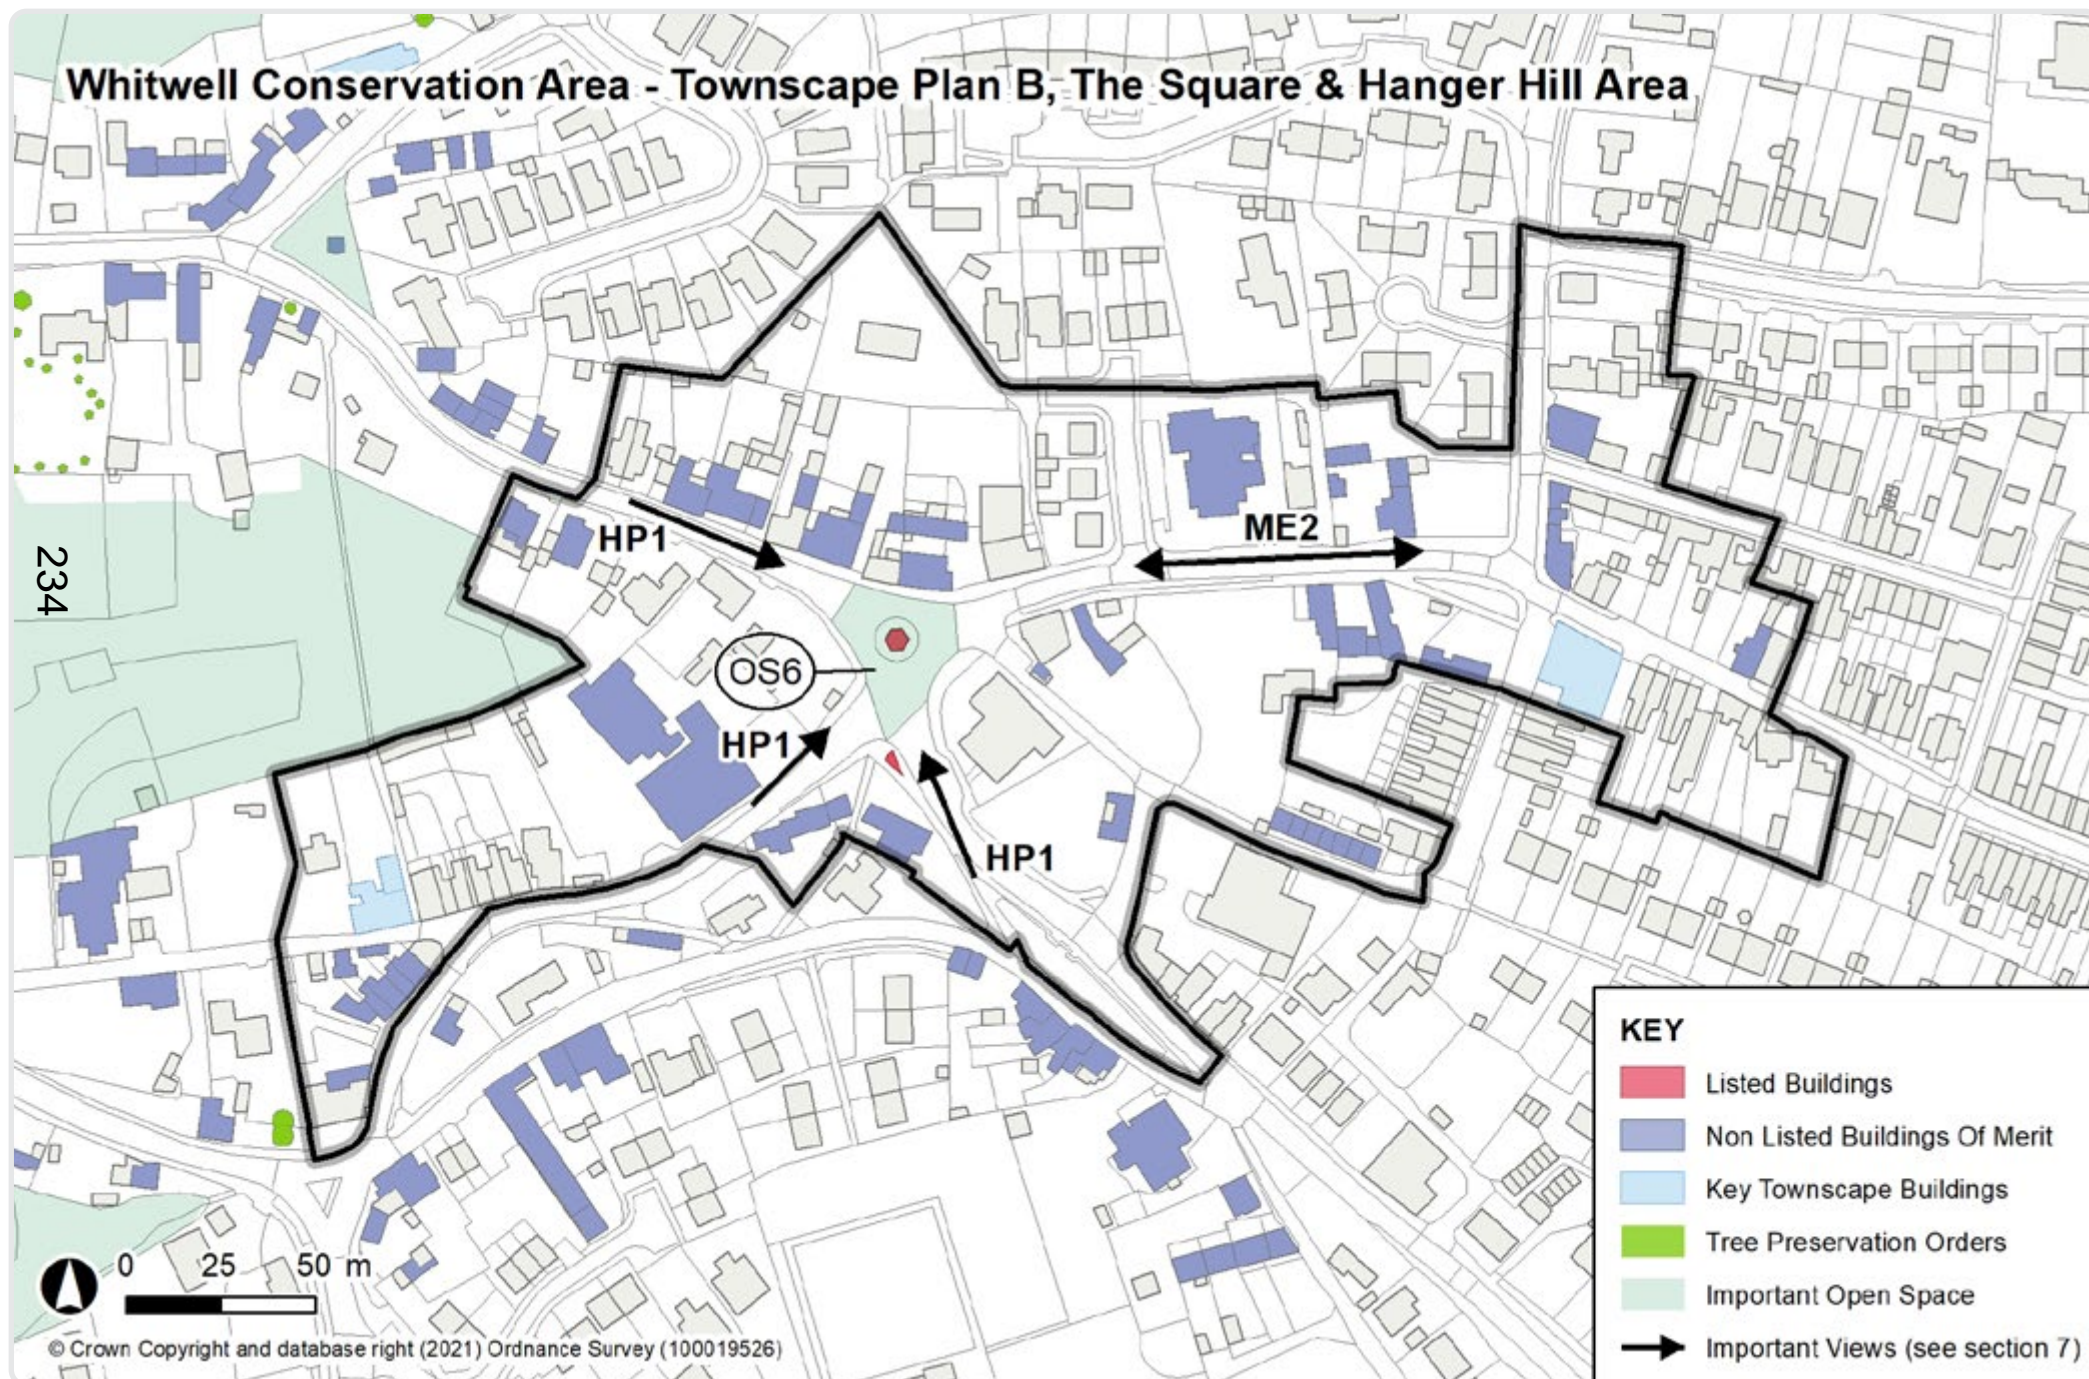 Whitwell Conservation Area - Townscape Plan B, The Square & Hanger Hill Area
HP1
ME2
234
OS6
HP1
HP1
KEY
Listed Buildings
Non Listed Buildings Of Merit
Key Townscape Buildings
Tree Preservation Orders
Important Open Space
Important Views (see section 7)
0 25 50 m
© Crown Copyright and database right (2021) Ordnance Survey (100019526)